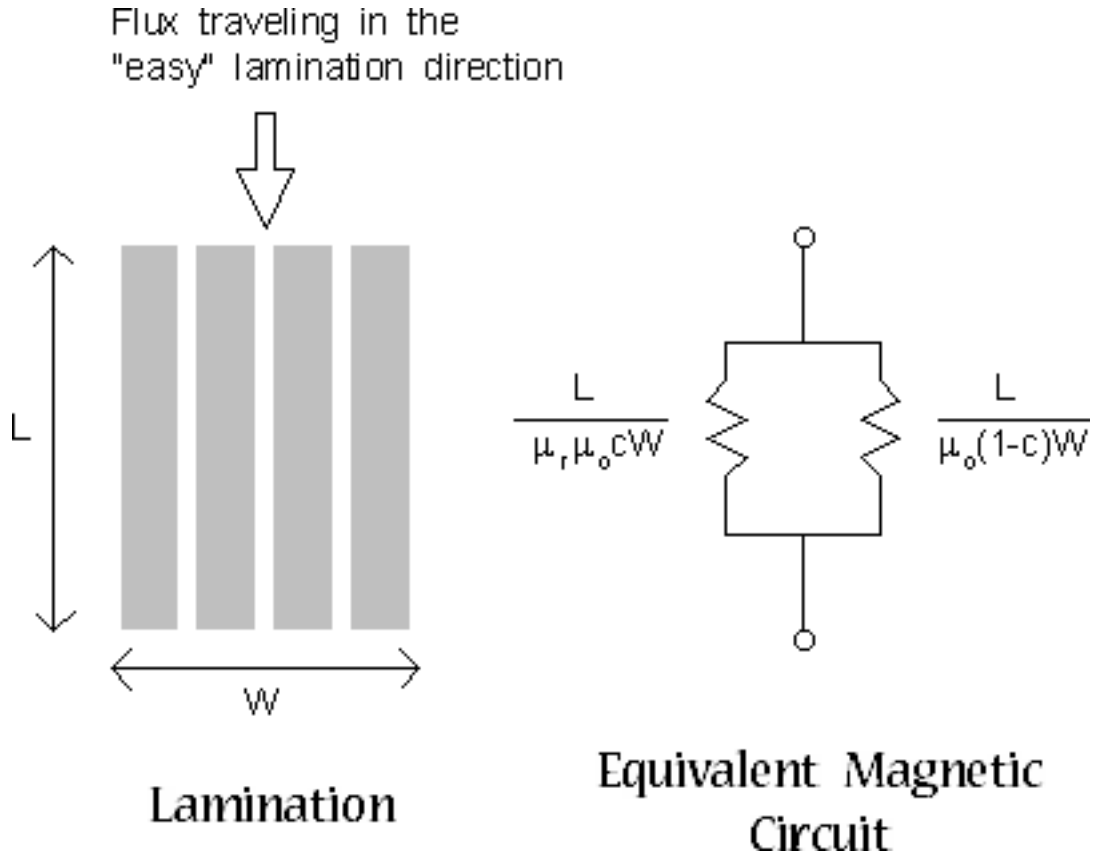 Flux traveling in the
"easy" lamination direction
L
W
L
μrμocW
L
μo(1-c)W
Lamination
Equivalent Magnetic
Circuit